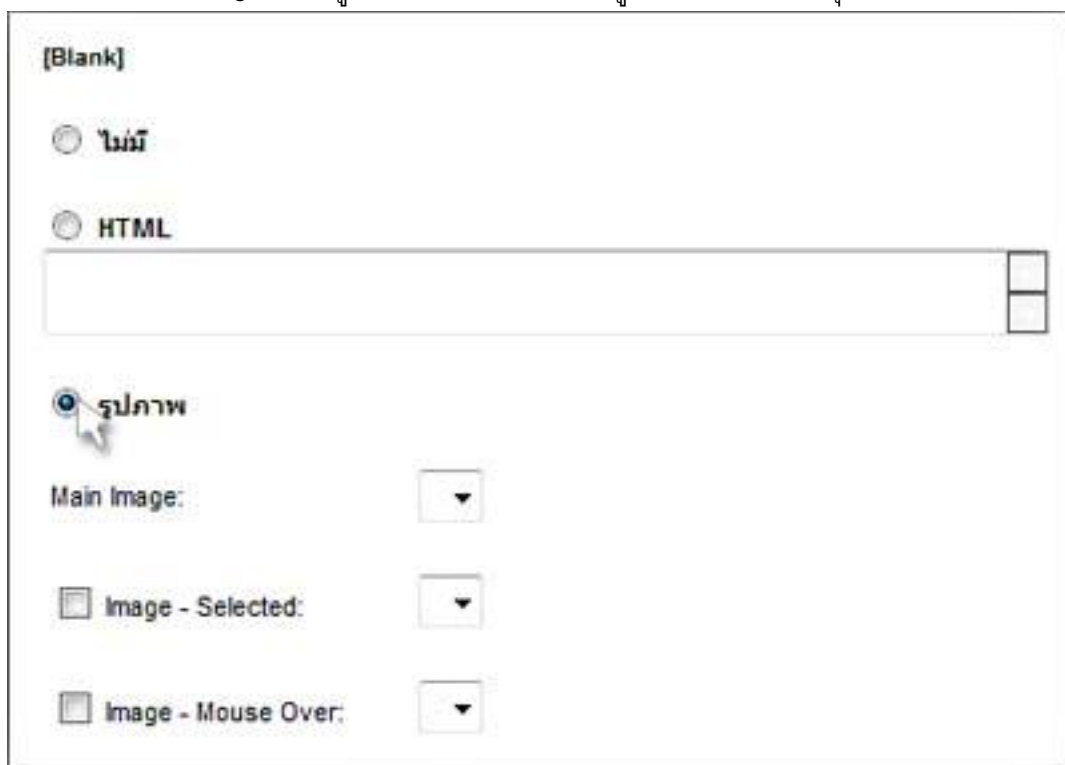 [Blank]
ไม่มี
HTML
รูปภาพ
Main Image:
Image - Selected:
Image - Mouse Over: